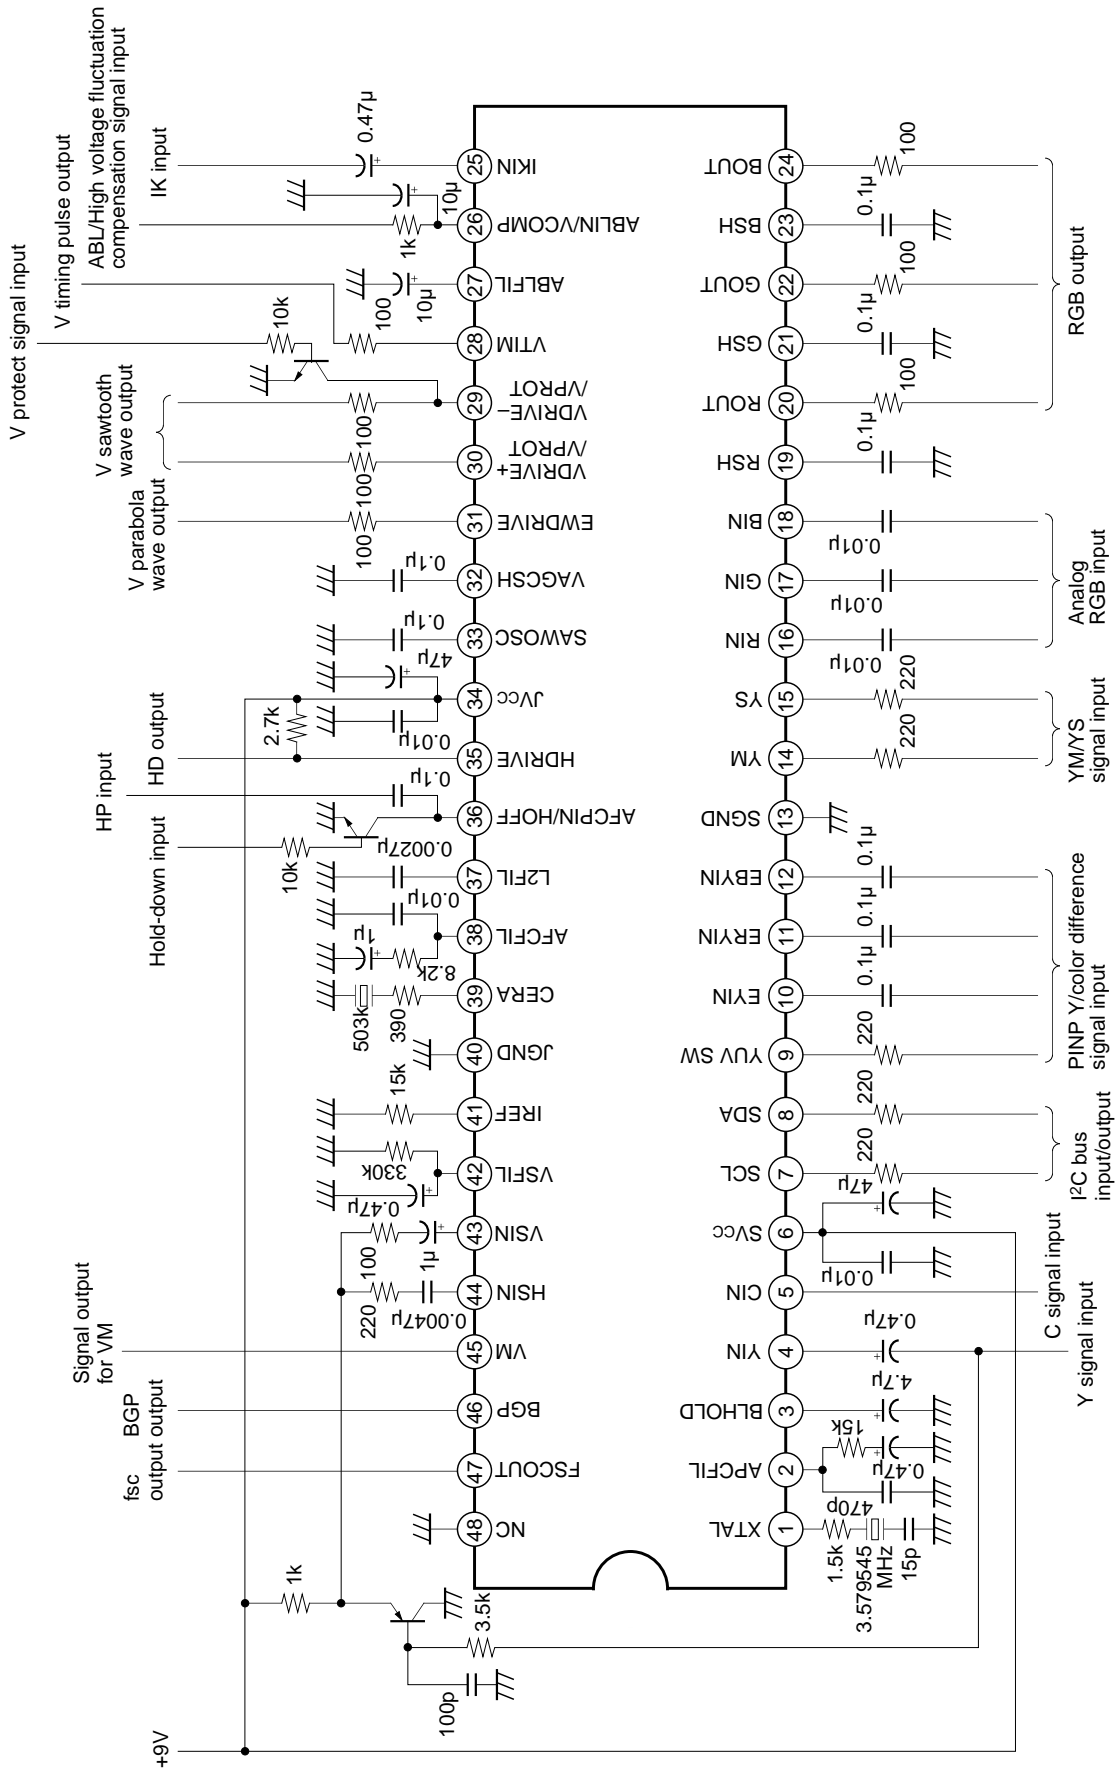 +9V
1k
100p
3.5k
fsc
output
BGP
output
Signal output
for VM
Hold-down input
HP input
HD output
V parabola
wave output
V sawtooth
wave output
V protect signal input
V timing pulse output
ABL/High voltage fluctuation
compensation signal input
IK input
220
0.0047µ
100
1µ
0.47µ
330k
15k
390
503k
8.2k
1µ
0.01µ
0.0027µ
10k
0.1µ
2.7k
0.01µ
47µ
0.1µ
0.1µ
100
100
100
10k
100
10µ
1k
10µ
0.47µ
48 NC
47 FSCOUT
46 BGP
45 VM
44 HSIN
43 VSIN
42 VSFIL
41 IREF
40 JGND
39 CERA
38 AFCFIL
37 L2FIL
36 AFCPIN/HOFF
35 HDRIVE
34 JVCC
33 SAWOSC
32 VAGCSH
31 EWDRIVE
30 VDRIVE+
/VPROT
29 VDRIVE−
/VPROT
28 VTIM
27 ABLFIL
26 ABLIN/VCOMP
25 IKIN
XTAL 1
APCFIL 2
BLHOLD 3
YIN 4
CIN 5
SVCC 6
SCL 7
SDA 8
YUV SW 9
EYIN 10
ERYIN 11
EBYIN 12
SGND 13
YM 14
YS 15
RIN 16
GIN 17
BIN 18
RSH 19
ROUT 20
GSH 21
GOUT 22
BSH 23
BOUT 24
1.5k
3.579545
MHz
15p
470p
15k
0.47µ
4.7µ
0.47µ
0.01µ
47µ
220
220
220
0.1µ
0.1µ
0.1µ
220
220
0.01µ
0.01µ
0.01µ
0.1µ
100
0.1µ
100
0.1µ
100
Y signal input
C signal input
I2C bus
input/output
PINP Y/color difference
signal input
YM/YS
signal input
Analog
RGB input
RGB output